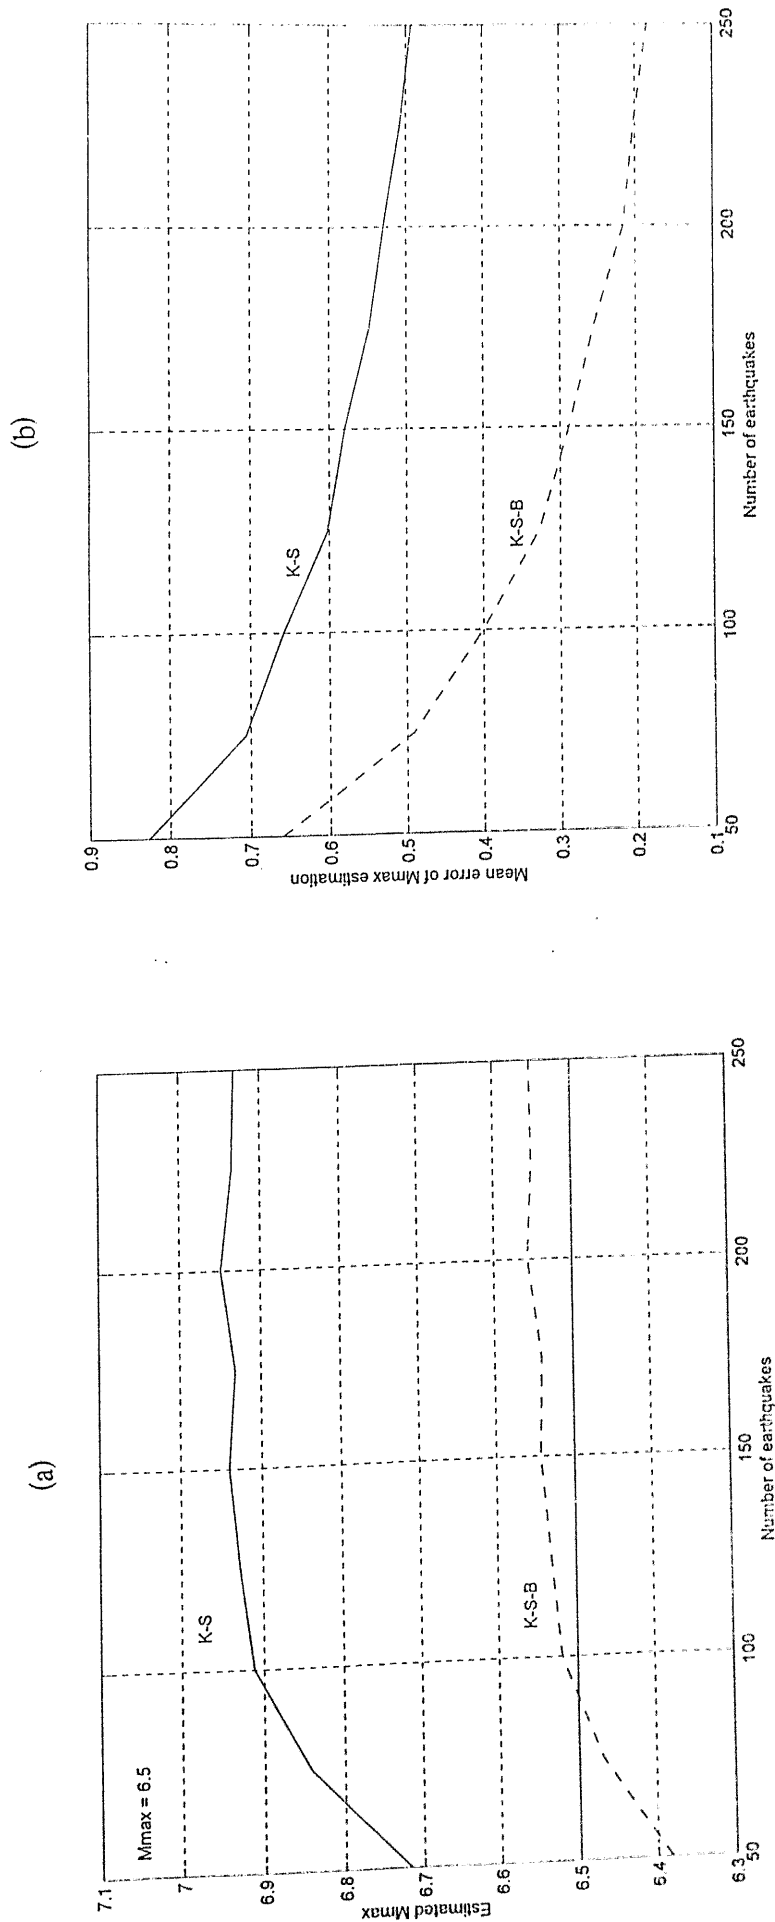 (a)
Mmax = 6.5
K-S
K-S-B
7.1
7
6.9
6.8
6.7
6.6
6.5
6.4
6.3
Estimated Mmax
50
100
150
200
250
Number of earthquakes
(b)
K-S
K-S-B
0.9
0.8
0.7
0.6
0.5
0.4
0.3
0.2
0.1
Mean error of Mmax estimation
50
100
150
200
250
Number of earthquakes